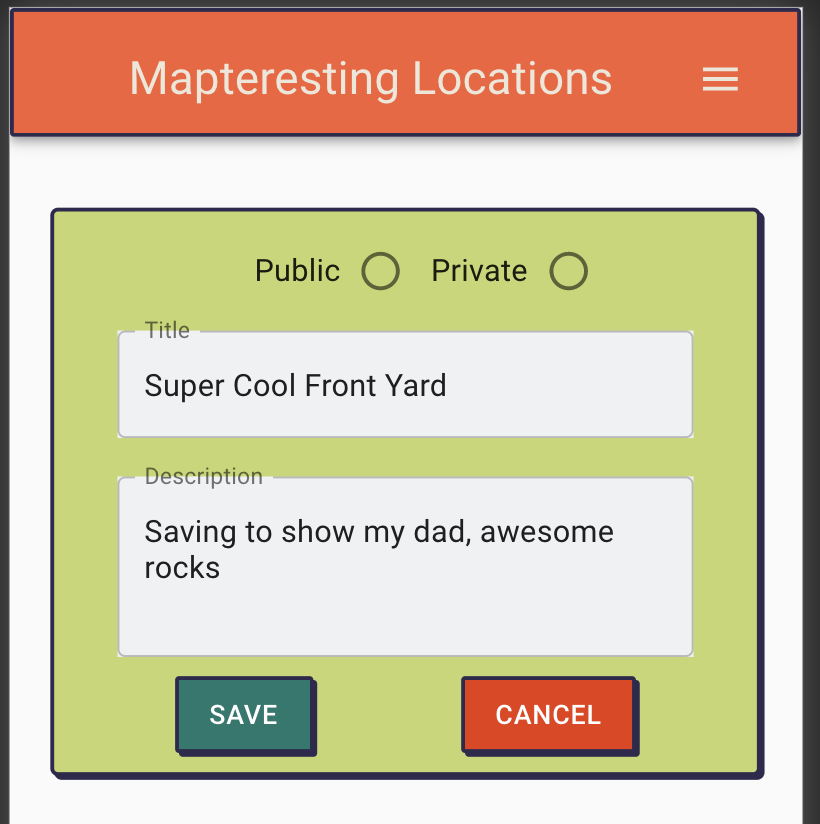 Mapteresting Locations
Public Private
Title
Super Cool Front Yard
Description
Saving to show my dad, awesome
rocks
SAVE CANCEL